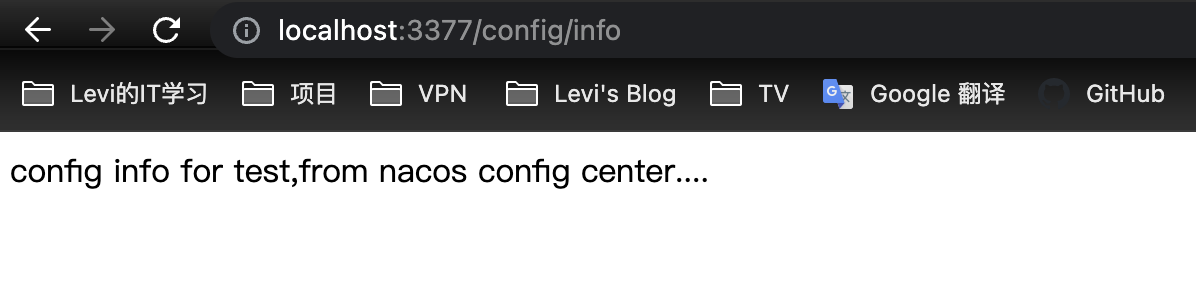 localhost:3377/config/info
Levi的IT学习 项目 VPN Levi's Blog TV Google 翻译 GitHub
config info for test,from nacos config center....